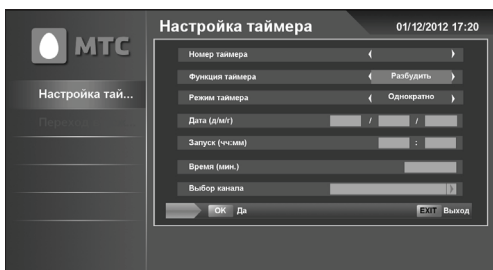 МТС
Настройка таймера
01/12/2012 17:20
Настройка тай...
Номер таймера
Функция таймера Разбудить
Режим таймера Однократно
Дата (д/м/г) / /
Запуск (чч:мм) :
Время (мин.)
Выбор канала
OK Да
EXIT Выход